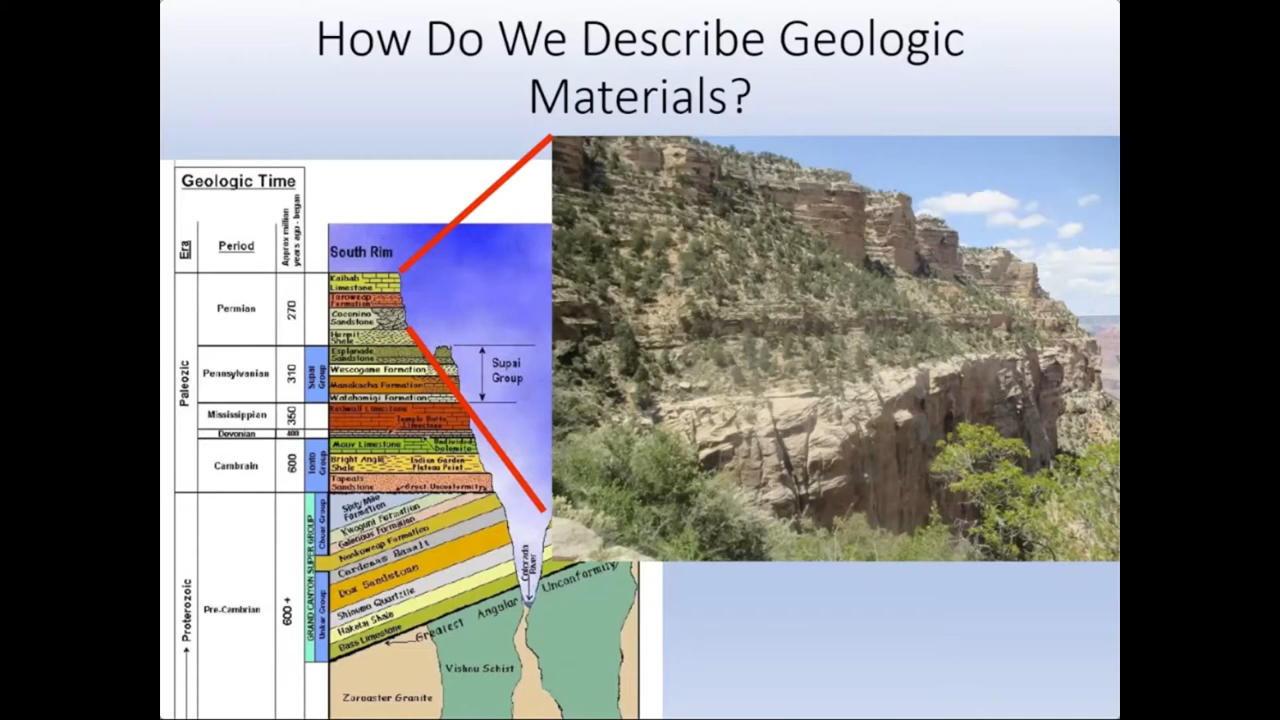 How Do We Describe Geologic
Materials?
Geologic Time
Era
Period
Approx million
years ago - began
South Rim
Paleozic
Permian
270
Kaibab
Limestone
Toroweap
Formation
Coconino
Sandstone
Hermit
Shale
Pennsylvanian
310
Supai
Group
Esplanade
Sandstone
Wescogame Formation
Manakacha Formation
Watahomigi Formation
Supai
Group
Mississippian
350
Redwall Limestone
Temple Butte
Limestone
Devonian
400
Cambrain
600
Tonto
Group
Muav Limestone
Undivided
Dolomite
Bright Angel
Shale
Indian Garden
Plateau Point
Tapeats
Sandstone
Great Unconformity
Proterozoic
Pre-Cambrian
600 +
GRAND CANYON SUPER GROUP
Chuar Group
Unkar Group
Sixty Mile
Formation
Kwagunt Formation
Galerious Formation
Nankoweap Formation
Cardenas Basalt
Dox Sandstone
Shinumo Quartzite
Hakatai Shale
Bass Limestone
Colorado
River
Greatest Angular Unconformity
Vishnu Schist
Zoroaster Granite